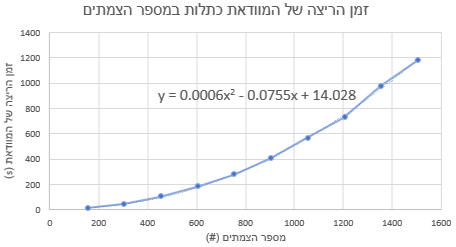 זמן הריצה של המוודאת כתלות במספר הצמתים
זמן הריצה של המוודאת (s)
1400
1200
1000
800
600
400
200
0
y = 0.0006x² - 0.0755x + 14.028
0 200 400 600 800 1000 1200 1400 1600
מספר הצמתים (#)